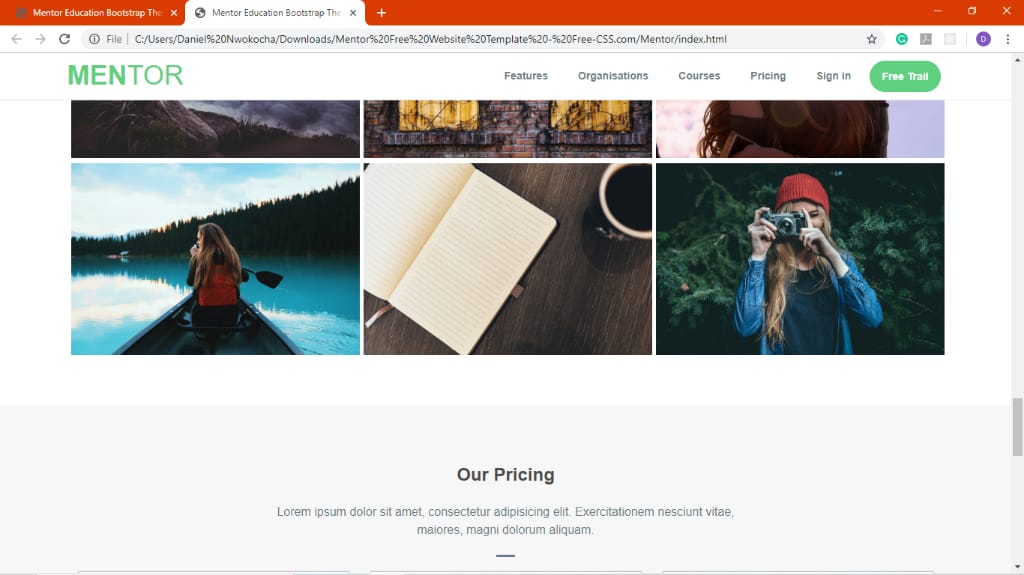 Mentor Education Bootstrap The
Mentor Education Bootstrap The
File
C:/Users/Daniel%20Nwokocha/Downloads/Mentor%20Free%20Website%20Template%20-%20Free-CSS.com/Mentor/index.html
D
MENTOR
Features
Organisations
Courses
Pricing
Sign in
Free Trail
Our Pricing
Lorem ipsum dolor sit amet, consectetur adipisicing elit. Exercitationem nesciunt vitae,
maiores, magni dolorum aliquam.